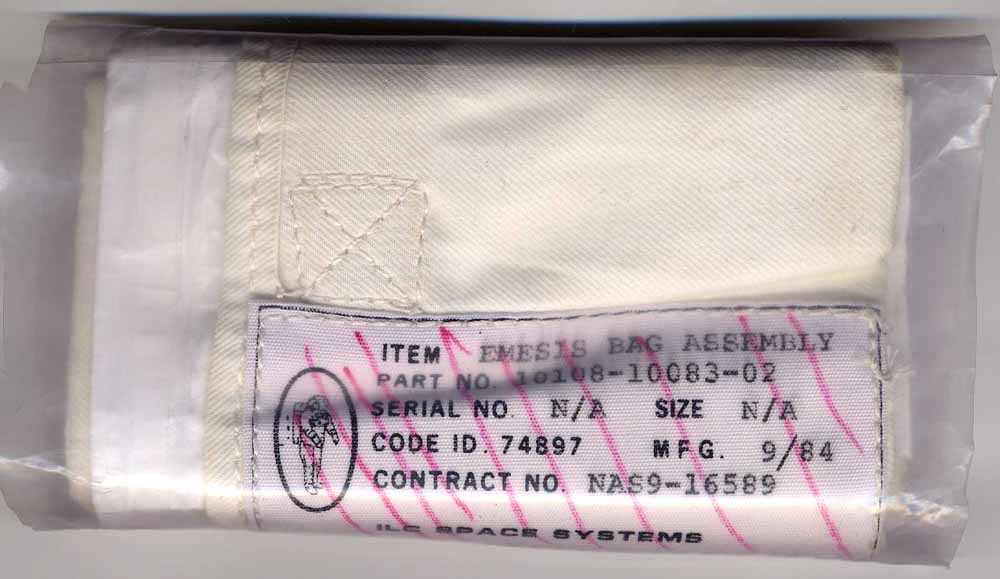 ITEM EMESIS BAG ASSEMBLY
PART NO. 10108-10083-02
SERIAL NO. N/A SIZE N/A
CODE ID. 74897 MFG. 9/84
CONTRACT NO. NAS9-16589
ILC SPACE SYSTEMS